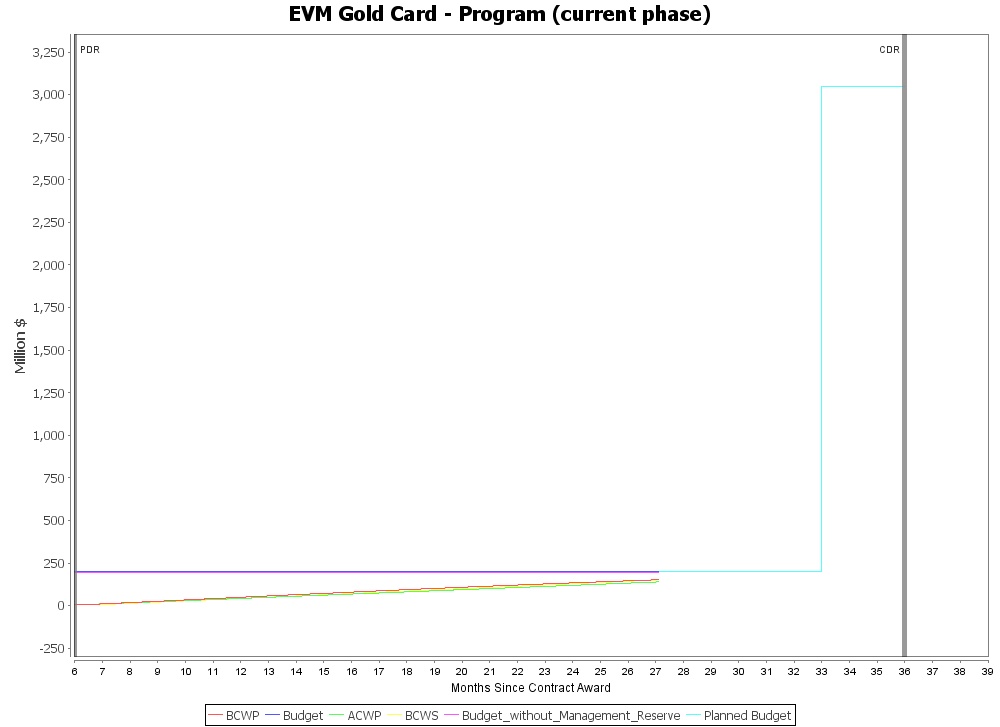 EVM Gold Card - Program (current phase)
PDR
CDR
3,250
3,000
2,750
2,500
2,250
2,000
1,750
1,500
1,250
1,000
750
500
250
0
-250
Million $
6 7 8 9 10 11 12 13 14 15 16 17 18 19 20 21 22 23 24 25 26 27 28 29 30 31 32 33 34 35 36 37 38 39
Months Since Contract Award
BCWP Budget ACWP BCWS Budget_without_Management_Reserve Planned Budget